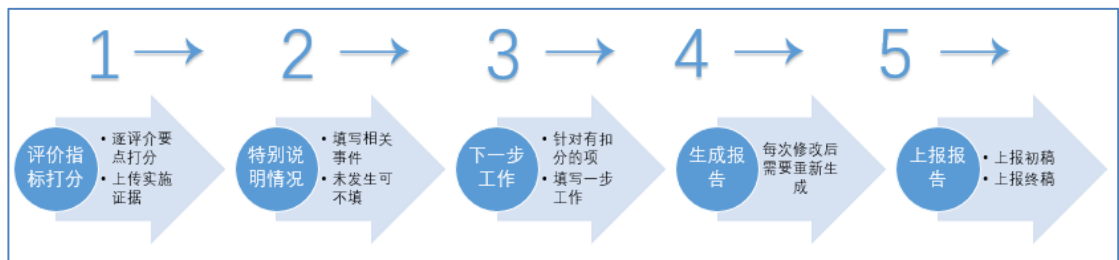 1
2
3
4
5
评价指
标打分
• 逐评介要
点打分
• 上传实施
证据
特别说
明情况
• 填写相关
事件
• 未发生可
不填
下一步
工作
• 针对有扣
分的项
• 填写一步
工作
生成报
告
每次修改后
需要重新生
成
上报报
告
• 上报初稿
• 上报终稿